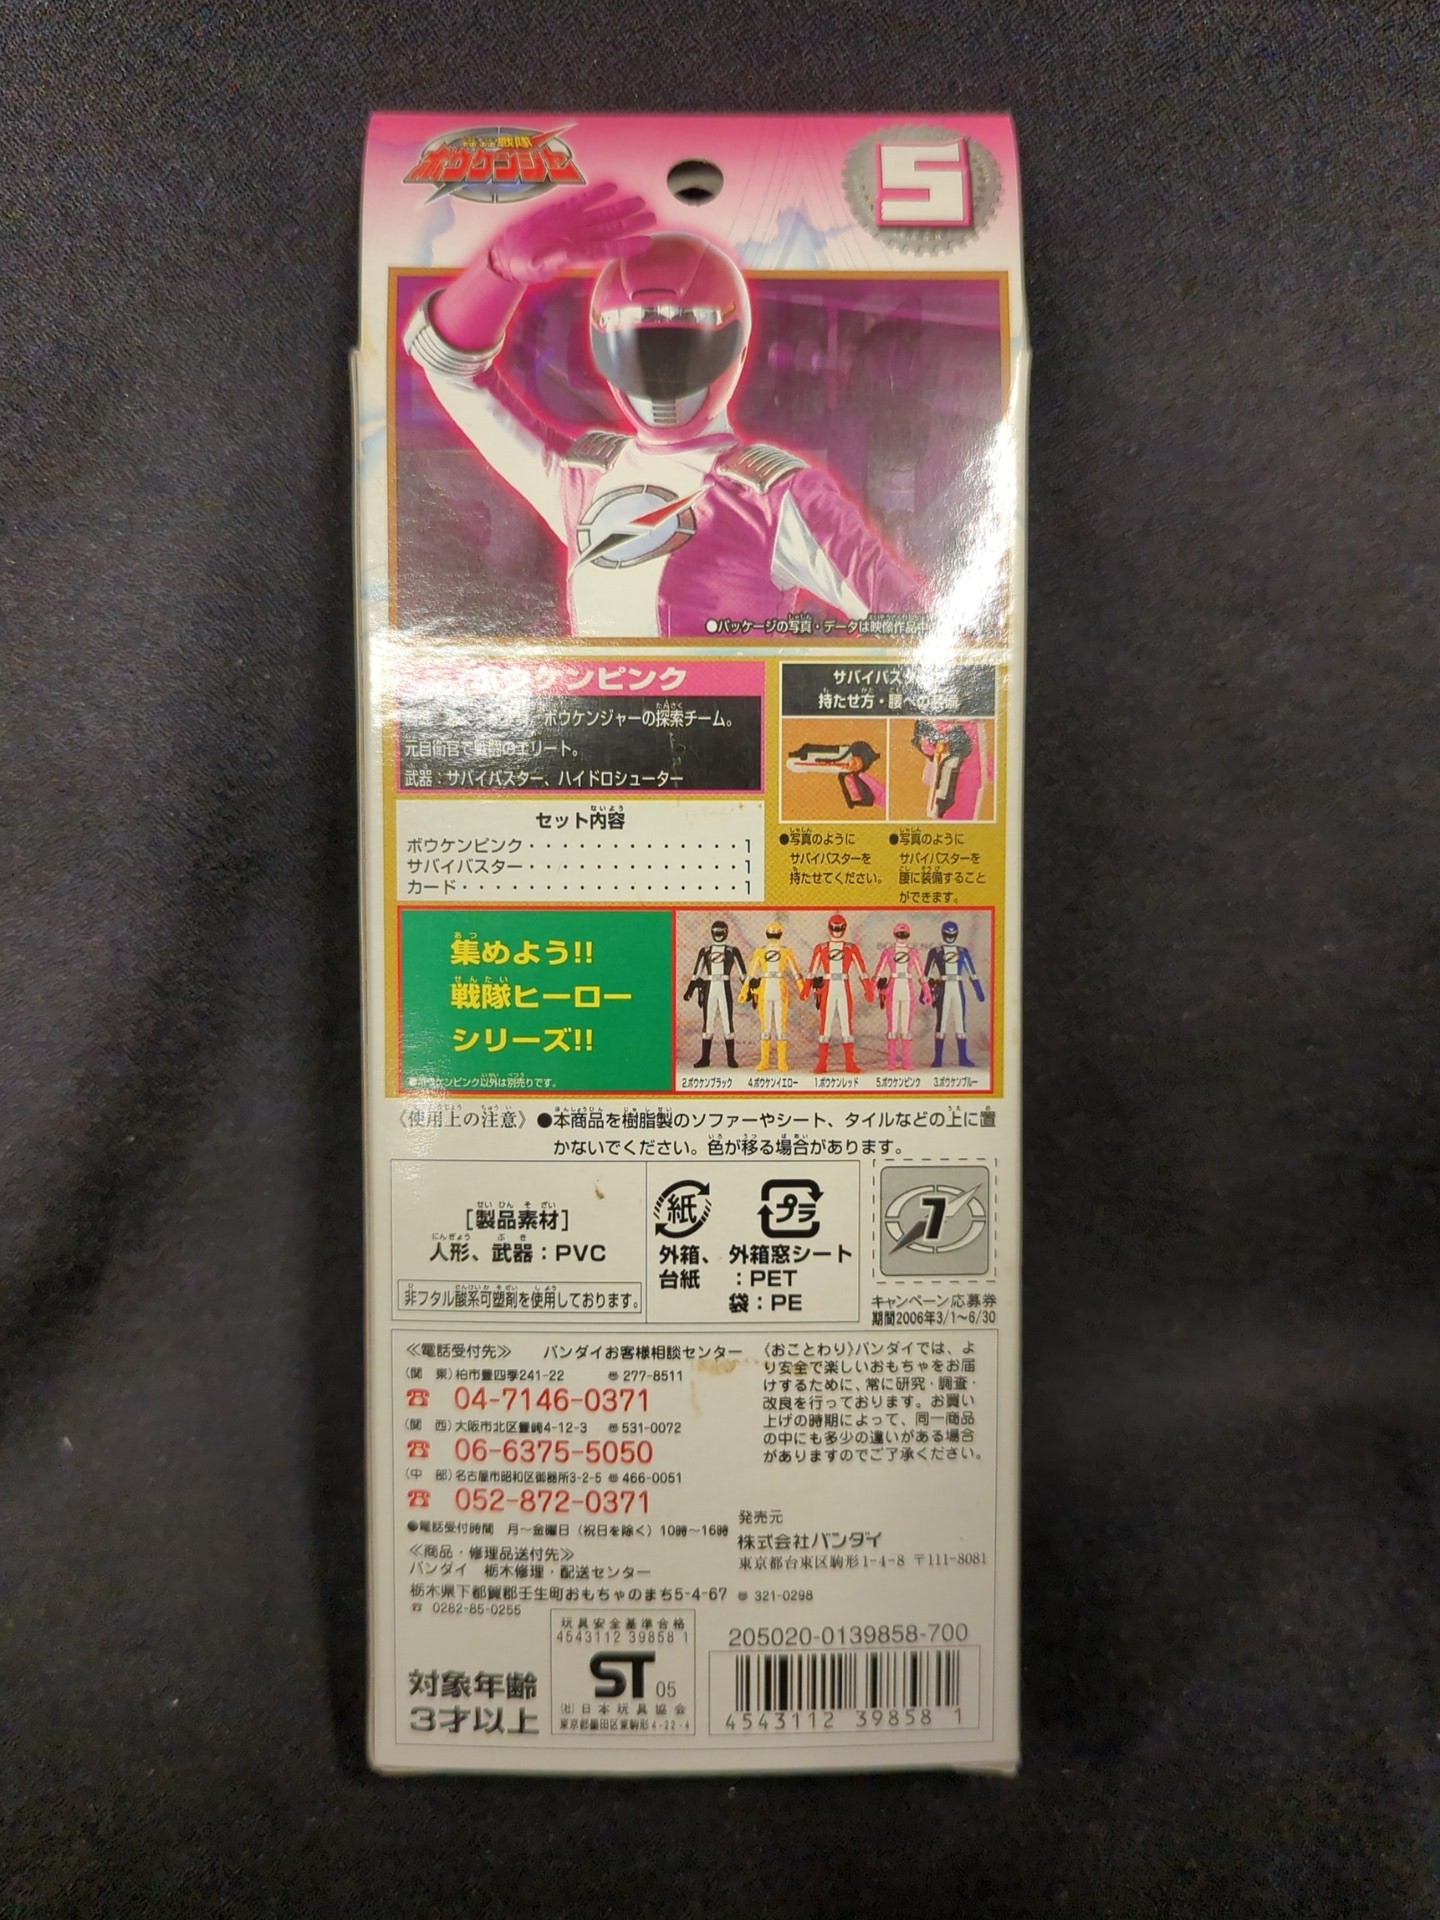 戦隊
ボウケンジャー
5
●パッケージの写真・データは映像作品中
ケンピンク
ボウケンジャーの探索チーム。
元自衛官で戦闘のエリート。
武器：サバイバスター、ハイドロシューター
サバイバスタ
持たせ方・腰への装備
セット内容
ボウケンピンク・・・・・・・・・・・・・1
サバイバスター・・・・・・・・・・・・・1
カード・・・・・・・・・・・・・・・・・1
●写真のように
サバイバスターを
持たせてください。
●写真のように
サバイバスターを
腰に装備すること
ができます。
集めよう!!
戦隊ヒーロー
シリーズ!!
●ボウケンピンク以外は別売りです。
2.ボウケンブラック 4.ボウケンイエロー 1.ボウケンレッド 5.ボウケンピンク 3.ボウケンブルー
〈使用上の注意〉●本商品を樹脂製のソファーやシート、タイルなどの上に置
かないでください。色が移る場合があります。
［製品素材］
人形、武器：PVC
非フタル酸系可塑剤を使用しております。
紙
外箱、
台紙
プラ
外箱窓シート
：PET
袋：PE
7
キャンペーン応募券
期間2006年3/1～6/30
≪電話受付先≫ バンダイお客様相談センター
(関 東)柏市豊四季241-22 〒277-8511
☎ 04-7146-0371
(関 西)大阪市北区豊崎4-12-3 〒531-0072
☎ 06-6375-5050
(中 部)名古屋市昭和区御器所3-2-5 〒466-0051
☎ 052-872-0371
●電話受付時間 月～金曜日（祝日を除く）10時～16時
≪商品・修理品送付先≫
バンダイ 栃木修理・配送センター
栃木県下都賀郡壬生町おもちゃのまち5-4-67 〒321-0298
☎ 0282-85-0255
〈おことわり〉バンダイでは、よ
り安全で楽しいおもちゃをお届
けするために、常に研究・調査・
改良を行っております。お買い
上げの時期によって、同一商品
の中にも多少の違いがある場合
がありますのでご了承ください。
発売元
株式会社バンダイ
東京都台東区駒形1-4-8 〒111-8081
対象年齢
3才以上
玩具安全基準合格
4543112 39858 1
ST 05
(社)日本玩具協会
東京都墨田区東駒形4-22-4
205020-0139858-700
4543112 39858 1